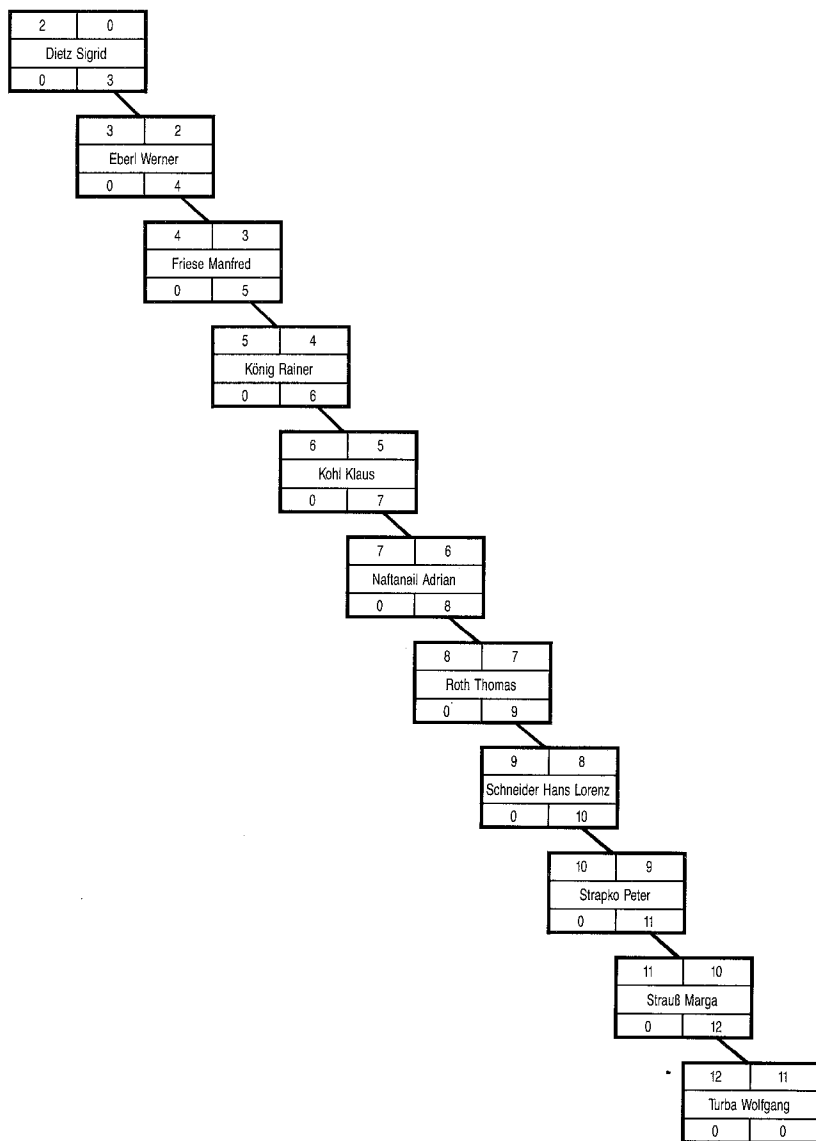 2 0
Dietz Sigrid
0 3
3 2
Eberl Werner
0 4
4 3
Friese Manfred
0 5
5 4
König Rainer
0 6
6 5
Kohl Klaus
0 7
7 6
Naftanail Adrian
0 8
8 7
Roth Thomas
0 9
9 8
Schneider Hans Lorenz
0 10
10 9
Strapko Peter
0 11
11 10
Strauß Marga
0 12
12 11
Turba Wolfgang
0 0